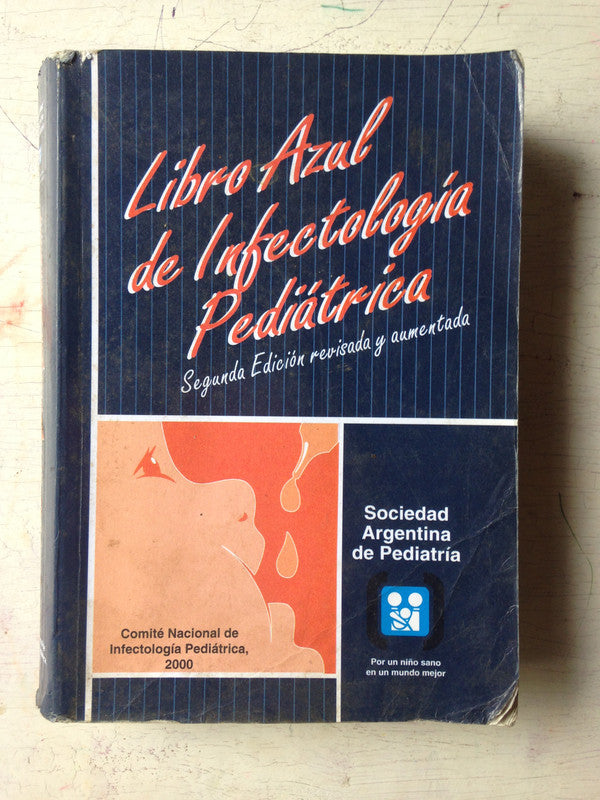 Libro Azul
de Infectología
Pediátrica
Segunda Edición revisada y aumentada
Sociedad
Argentina
de Pediatría
Por un niño sano
en un mundo mejor
Comité Nacional de
Infectología Pediátrica,
2000